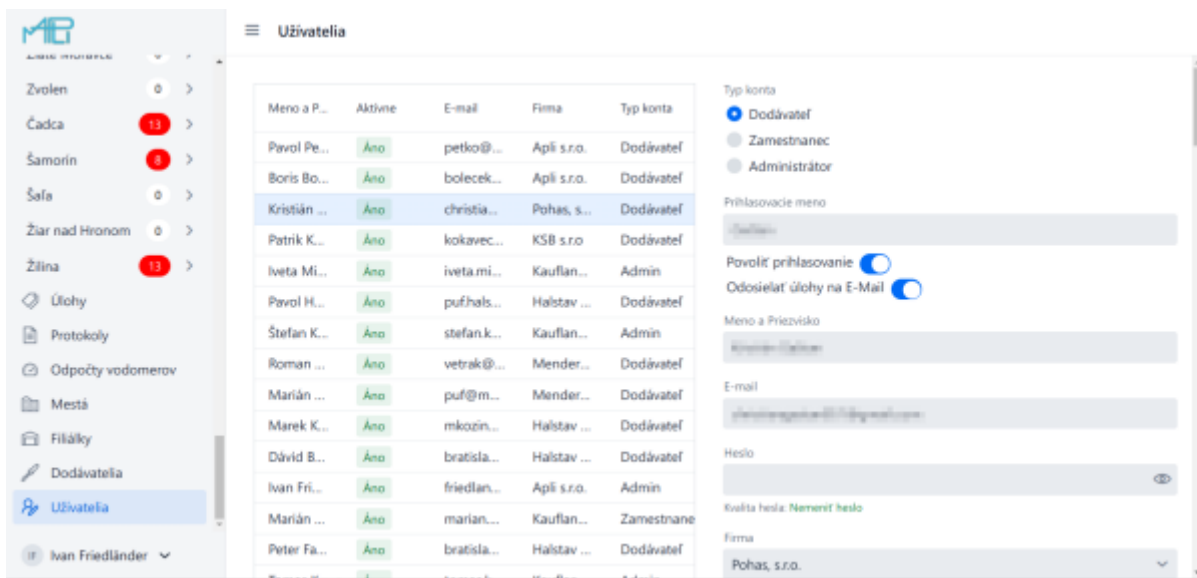 Užívatelia
Zvolen 0
Čadca 13
Šamorín 8
Šaľa 0
Žiar nad Hronom 0
Žilina 13
Úlohy
Protokoly
Odpočty vodomerov
Mestá
Filiálky
Dodávatelia
Užívatelia
IF Ivan Friedländer
Meno a P... Aktívne E-mail Firma Typ konta
Pavol Pe... Áno petko@... Apli s.r.o. Dodávateľ
Boris Bo... Áno bolecek... Apli s.r.o. Dodávateľ
Kristián ... Áno christia... Pohas, s... Dodávateľ
Patrik K... Áno kokavec... KSB s.r.o Dodávateľ
Iveta Mi... Áno iveta.mi... Kauflan... Admin
Pavol H... Áno puf.hals... Halstav ... Dodávateľ
Štefan K... Áno stefan.k... Kauflan... Admin
Roman ... Áno vetrak@... Mender... Dodávateľ
Marián ... Áno puf@m... Mender... Dodávateľ
Marek K... Áno mkozin... Halstav ... Dodávateľ
Dávid B... Áno bratisla... Halstav ... Dodávateľ
Ivan Fri... Áno friedlan... Apli s.r.o. Admin
Marián ... Áno marian.... Kauflan... Zamestnane
Peter Fa... Áno bratisla... Halstav ... Dodávateľ
Typ konta
Dodávateľ
Zamestnanec
Administrátor
Prihlasovacie meno
Povoliť prihlasovanie
Odosielať úlohy na E-Mail
Meno a Priezvisko
E-mail
Heslo
Kvalita hesla: Nemeniť heslo
Firma
Pohas, s.r.o.